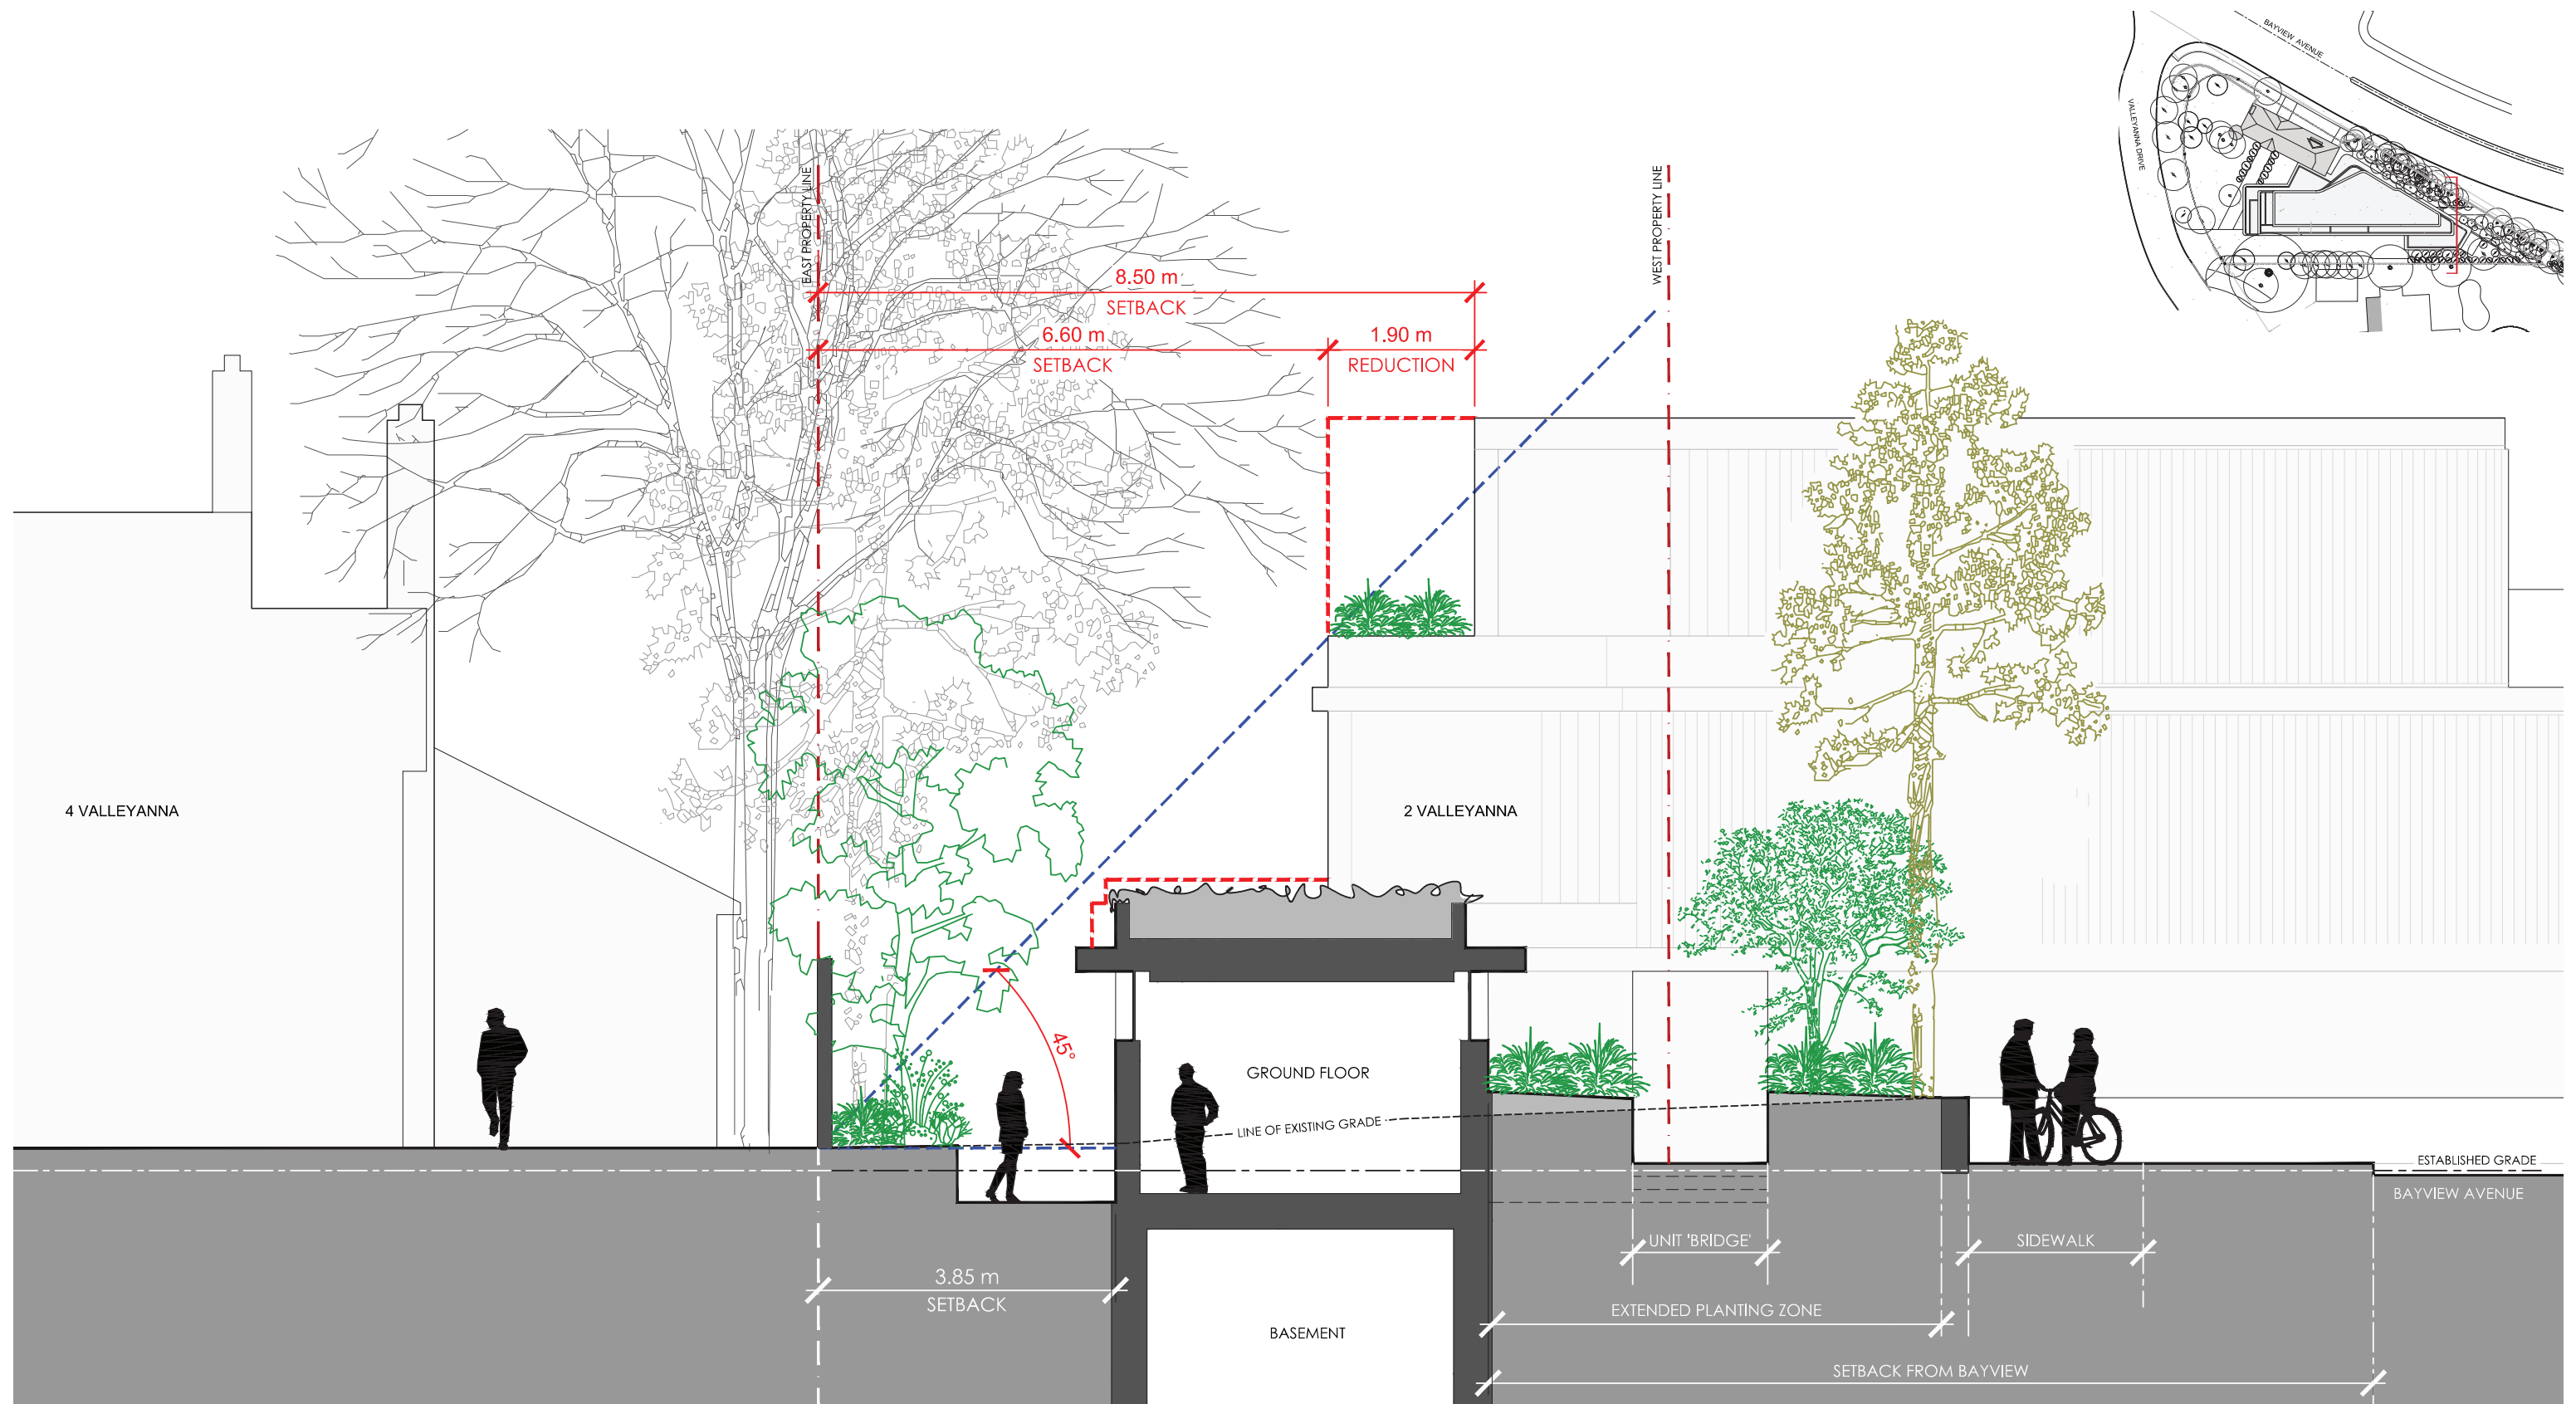 BAYVIEW AVENUE
VALLEYANNA DRIVE
EAST PROPERTY LINE
WEST PROPERTY LINE
8.50 m
SETBACK
6.60 m
SETBACK
1.90 m
REDUCTION
4 VALLEYANNA
2 VALLEYANNA
45°
GROUND FLOOR
LINE OF EXISTING GRADE
ESTABLISHED GRADE
BAYVIEW AVENUE
UNIT 'BRIDGE'
SIDEWALK
3.85 m
SETBACK
EXTENDED PLANTING ZONE
BASEMENT
SETBACK FROM BAYVIEW